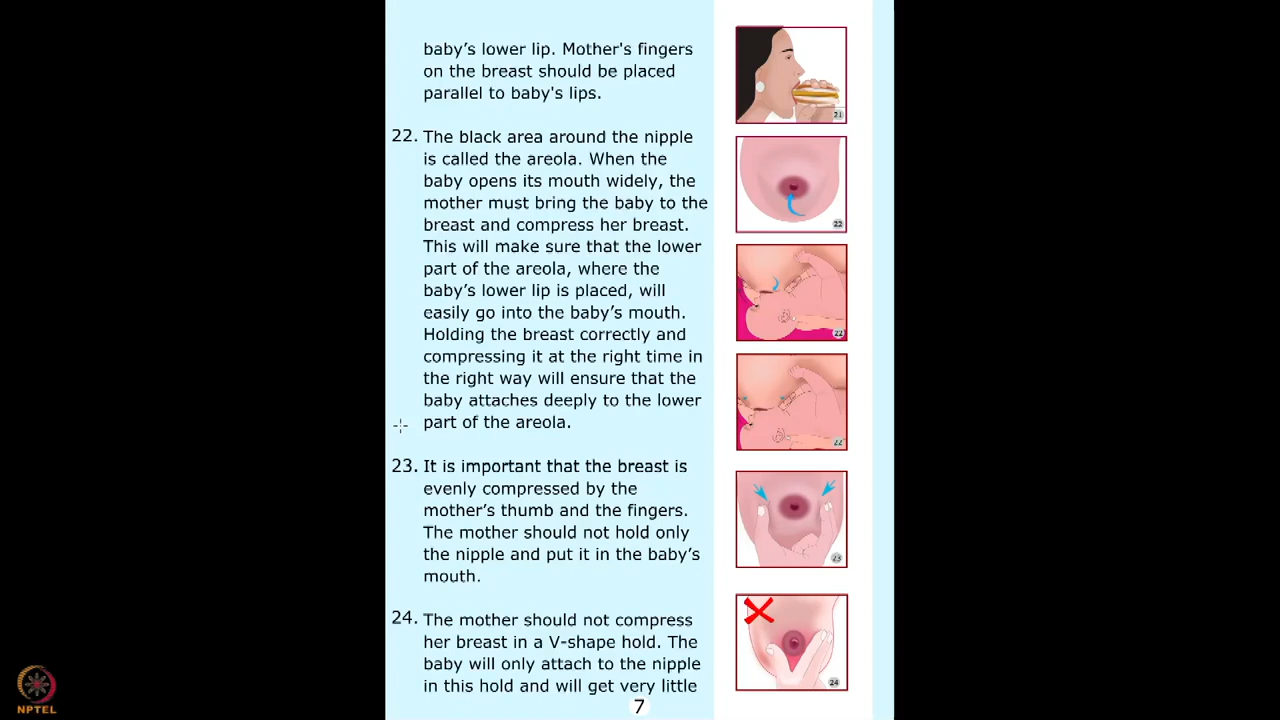 baby's lower lip. Mother's fingers
on the breast should be placed
parallel to baby's lips.
21
22. The black area around the nipple
is called the areola. When the
baby opens its mouth widely, the
mother must bring the baby to the
breast and compress her breast.
This will make sure that the lower
part of the areola, where the
baby's lower lip is placed, will
easily go into the baby's mouth.
Holding the breast correctly and
compressing it at the right time in
the right way will ensure that the
baby attaches deeply to the lower
part of the areola.
22
22
22
23. It is important that the breast is
evenly compressed by the
mother's thumb and the fingers.
The mother should not hold only
the nipple and put it in the baby's
mouth.
23
24. The mother should not compress
her breast in a V-shape hold. The
baby will only attach to the nipple
in this hold and will get very little
24
7
NPTEL